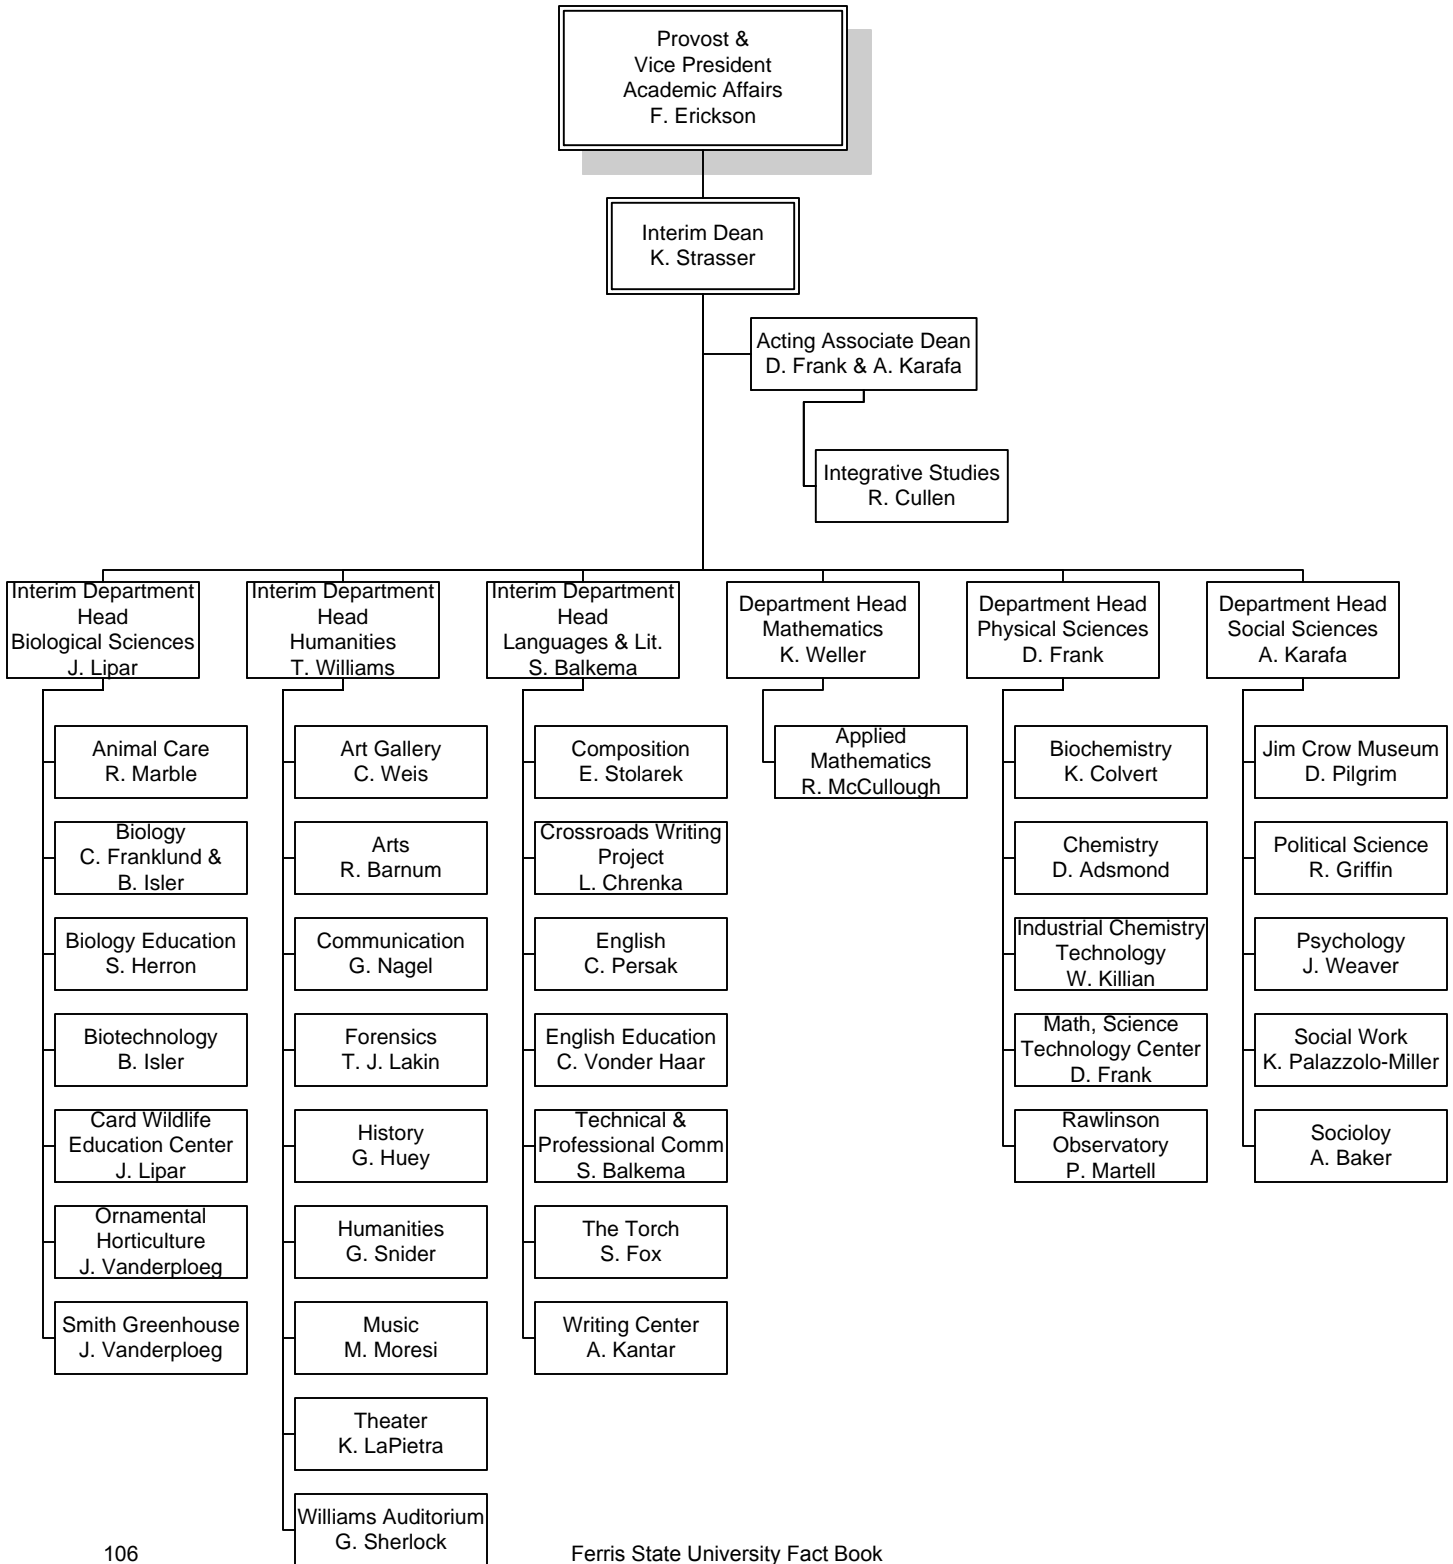 Provost &
Vice President
Academic Affairs
F. Erickson
Interim Dean
K. Strasser
Acting Associate Dean
D. Frank & A. Karafa
Integrative Studies
R. Cullen
Interim Department
Head
Biological Sciences
J. Lipar
Interim Department
Head
Humanities
T. Williams
Interim Department
Head
Languages & Lit.
S. Balkema
Department Head
Mathematics
K. Weller
Department Head
Physical Sciences
D. Frank
Department Head
Social Sciences
A. Karafa
Animal Care
R. Marble
Biology
C. Franklund &
B. Isler
Biology Education
S. Herron
Biotechnology
B. Isler
Card Wildlife
Education Center
J. Lipar
Ornamental
Horticulture
J. Vanderploeg
Smith Greenhouse
J. Vanderploeg
Art Gallery
C. Weis
Arts
R. Barnum
Communication
G. Nagel
Forensics
T. J. Lakin
History
G. Huey
Humanities
G. Snider
Music
M. Moresi
Theater
K. LaPietra
Williams Auditorium
G. Sherlock
Composition
E. Stolarek
Crossroads Writing
Project
L. Chrenka
English
C. Persak
English Education
C. Vonder Haar
Technical &
Professional Comm
S. Balkema
The Torch
S. Fox
Writing Center
A. Kantar
Applied
Mathematics
R. McCullough
Biochemistry
K. Colvert
Chemistry
D. Adsmond
Industrial Chemistry
Technology
W. Killian
Math, Science
Technology Center
D. Frank
Rawlinson
Observatory
P. Martell
Jim Crow Museum
D. Pilgrim
Political Science
R. Griffin
Psychology
J. Weaver
Social Work
K. Palazzolo-Miller
Socioloy
A. Baker
106
Ferris State University Fact Book